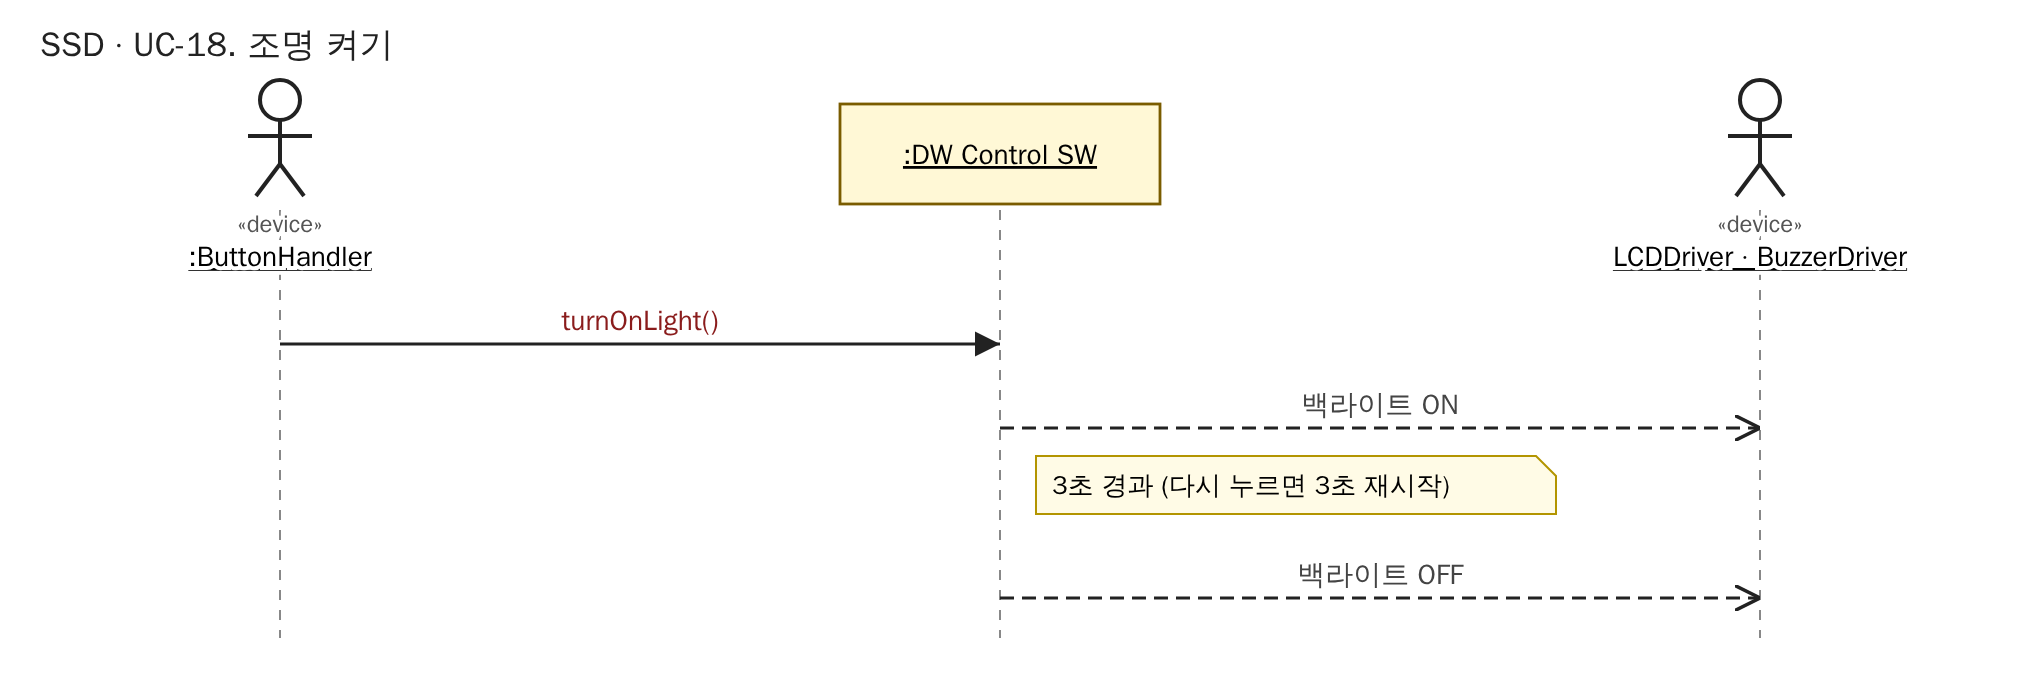 SSD · UC-18. 조명 켜기
:DW Control SW
«device»
:ButtonHandler
«device»
LCDDriver · BuzzerDriver
turnOnLight()
백라이트 ON
3초 경과 (다시 누르면 3초 재시작)
백라이트 OFF